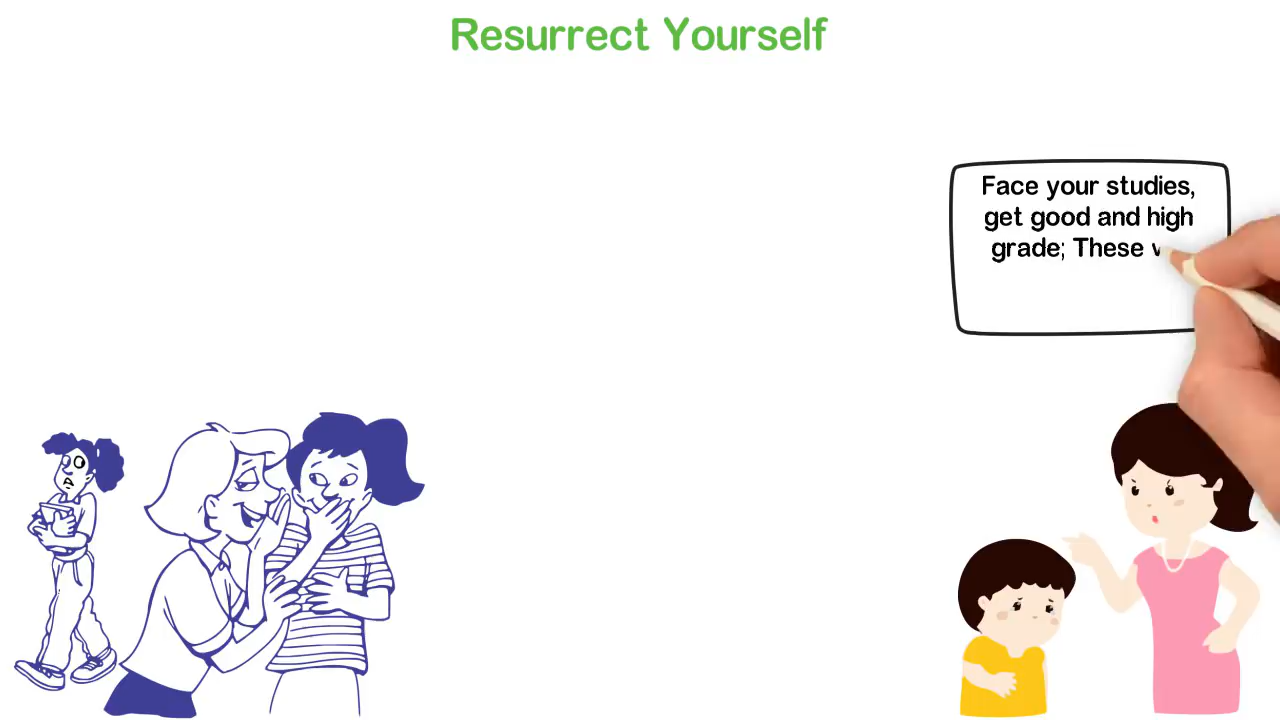 Resurrect Yourself
Face your studies,
get good and high
grade; These